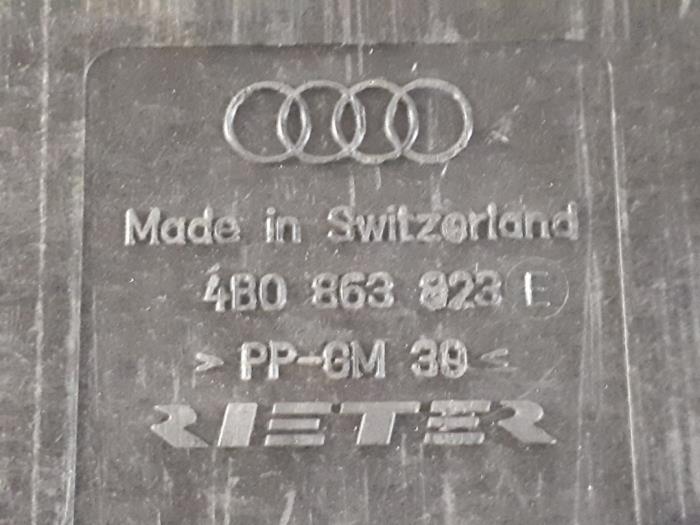 Made in Switzerland
4B0 863 823 E
>PP-GM 30<
RIETER